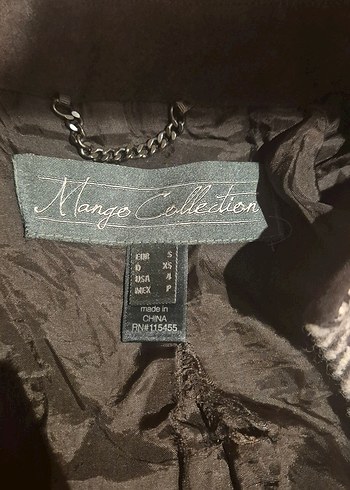 Mango Collection
EUR S
D XS
USA 4
MEX P
made in
CHINA
RN#115455